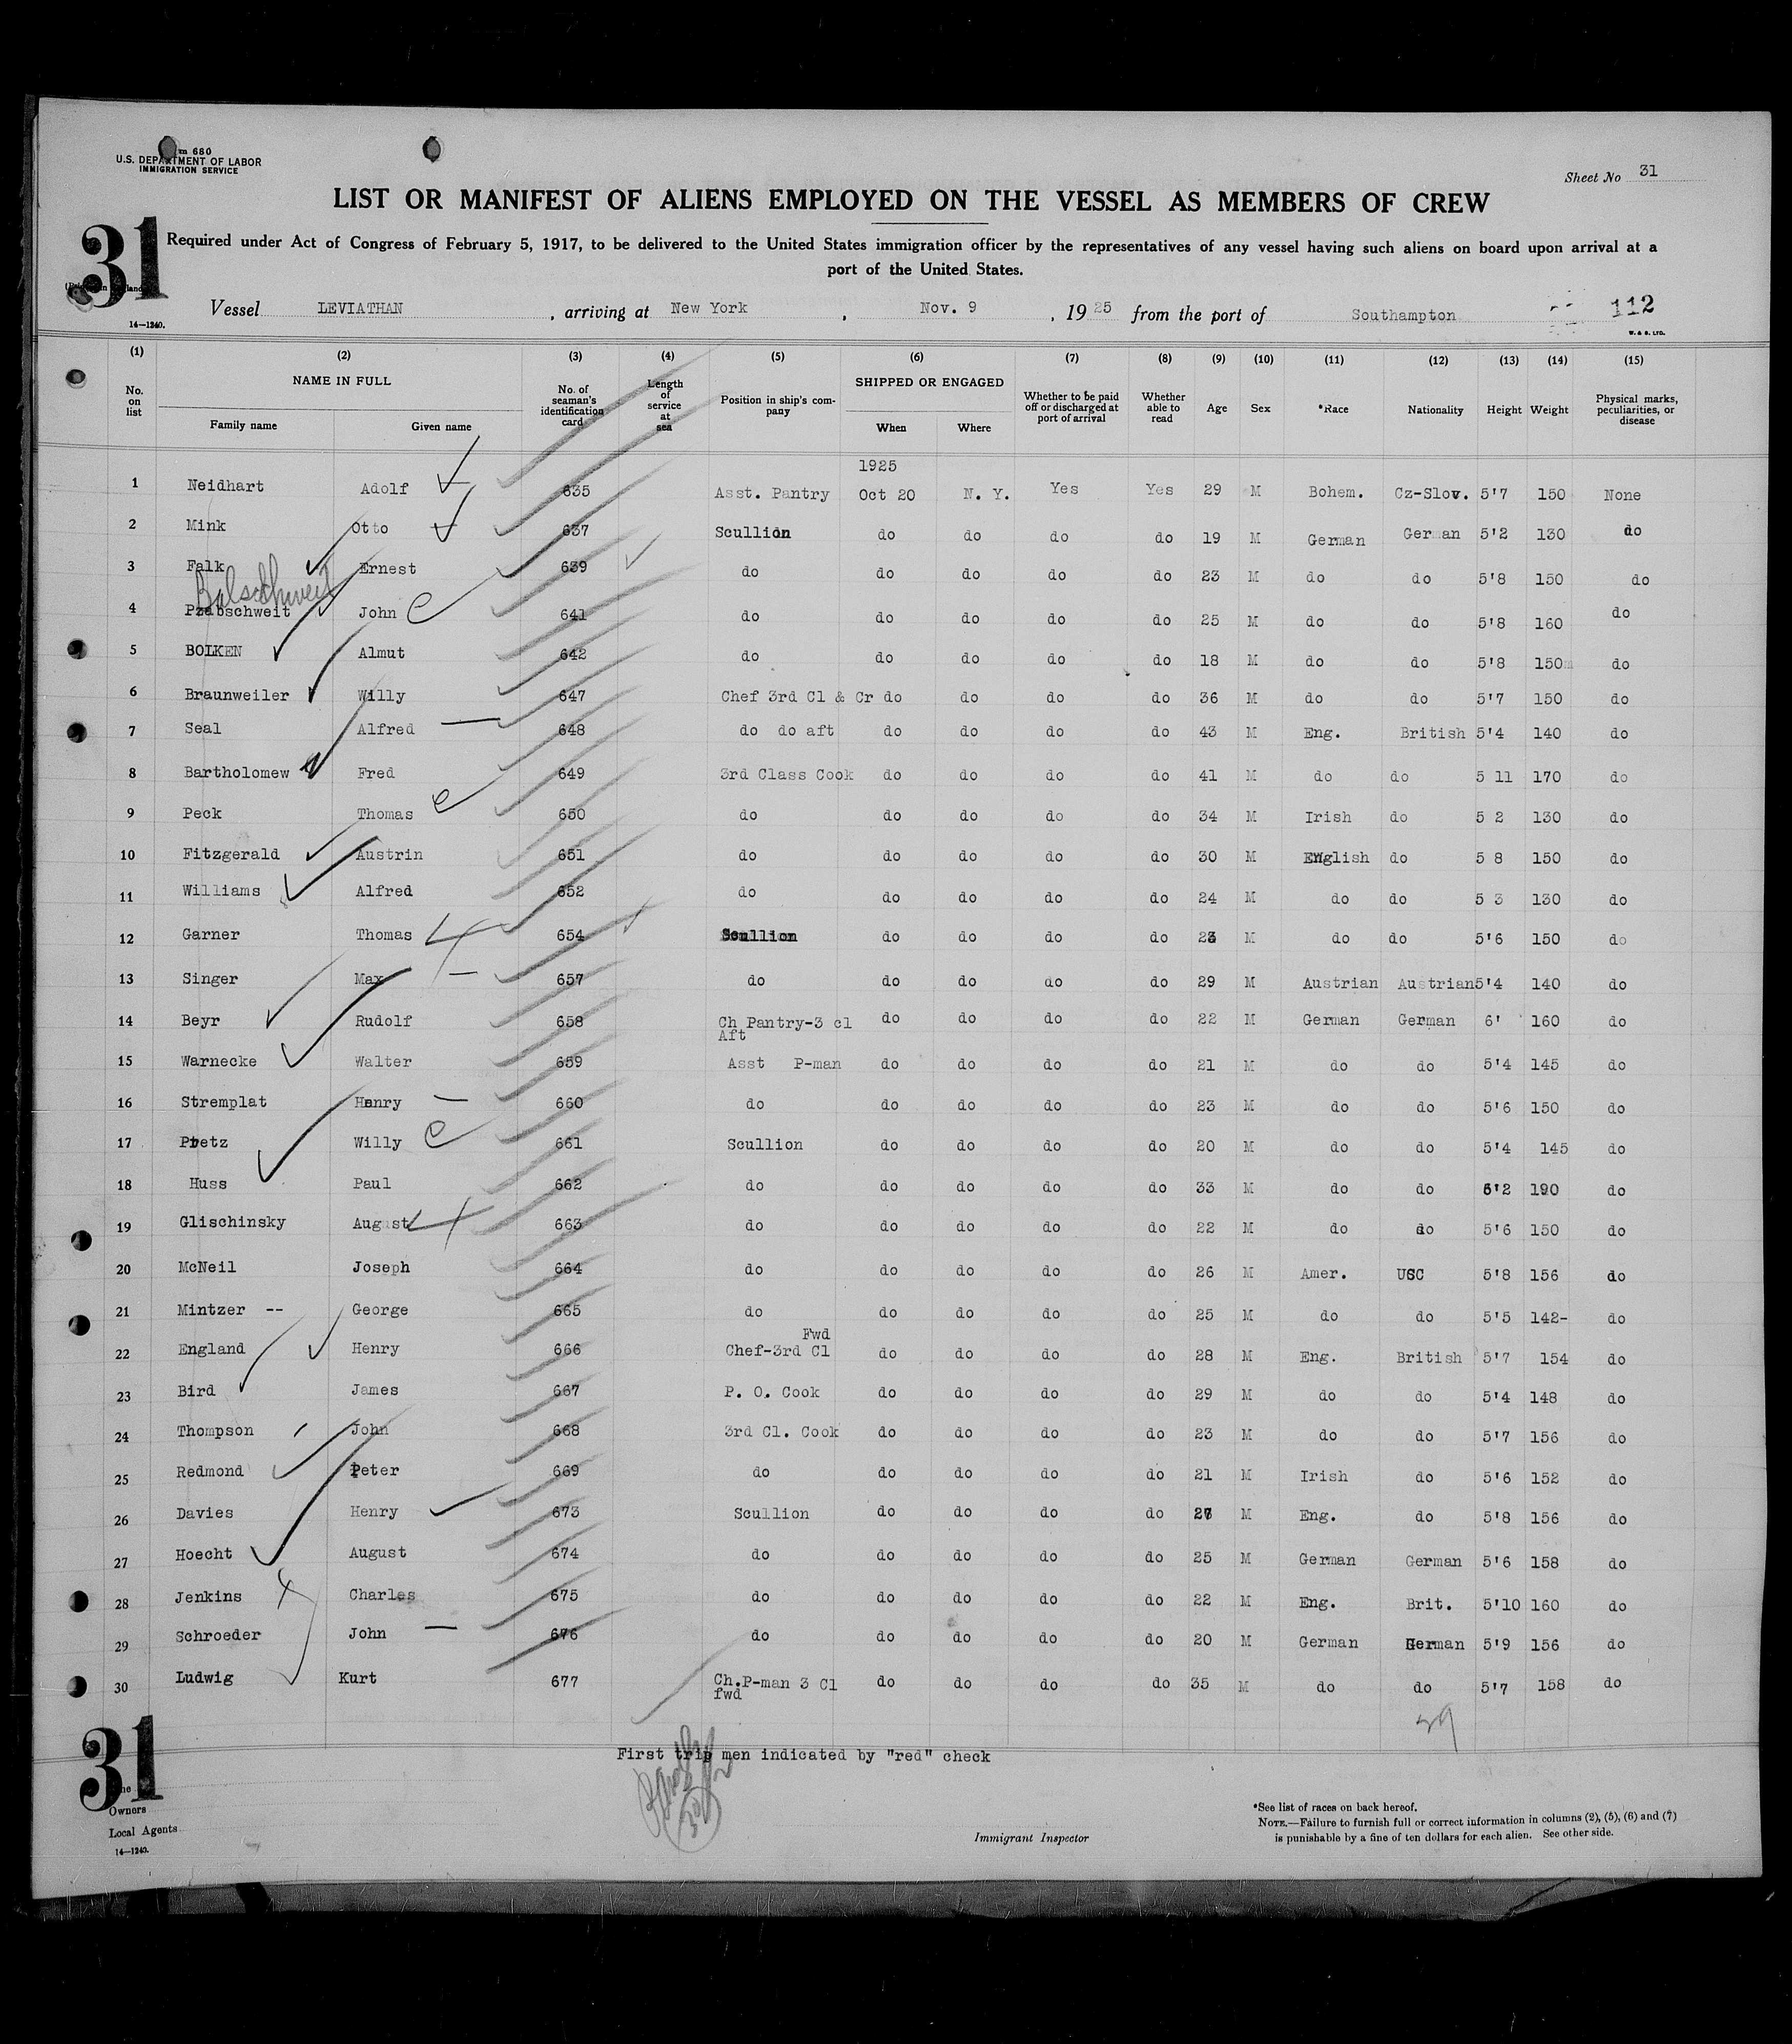 Form 680
U.S. DEPARTMENT OF LABOR
IMMIGRATION SERVICE
Sheet No 31
LIST OR MANIFEST OF ALIENS EMPLOYED ON THE VESSEL AS MEMBERS OF CREW
31
Required under Act of Congress of February 5, 1917, to be delivered to the United States immigration officer by the representatives of any vessel having such aliens on board upon arrival at a
port of the United States.
Vessel LEVIATHAN, arriving at New York, Nov. 9, 1925 from the port of Southampton 112
14—1240. W. & S. LTD.
(1) (2) (3) (4) (5) (6) (7) (8) (9) (10) (11) (12) (13) (14) (15)
No. on list NAME IN FULL Family name Given name No. of seaman's identification card Length of service at sea Position in ship's company SHIPPED OR ENGAGED When Where Whether to be paid off or discharged at port of arrival Whether able to read Age Sex *Race Nationality Height Weight Physical marks, peculiarities, or disease
1925
1 Neidhart Adolf 635 Asst. Pantry Oct 20 N. Y. Yes Yes 29 M Bohem. Cz-Slov. 5'7 150 None
2 Mink Otto 637 Scullion do do do do 19 M German German 5'2 130 do
3 Falk Ernest 639 do do do do do 23 M do do 5'8 150 do
Balschweit
4 Pzabschweit John 641 do do do do do 25 M do do 5'8 160 do
5 BOLKEN Almut 642 do do do do do 18 M do do 5'8 150 do
6 Braunweiler Willy 647 Chef 3rd Cl & Cr do do do do 36 M do do 5'7 150 do
7 Seal Alfred 648 do do aft do do do do 43 M Eng. British 5'4 140 do
8 Bartholomew Fred 649 3rd Class Cook do do do do 41 M do do 5 11 170 do
9 Peck Thomas 650 do do do do do 34 M Irish do 5 2 130 do
10 Fitzgerald Austrin 651 do do do do do 30 M English do 5 8 150 do
11 Williams Alfred 652 do do do do do 24 M do do 5 3 130 do
12 Garner Thomas 654 Scullion do do do do 23 M do do 5'6 150 do
13 Singer Max 657 do do do do do 29 M Austrian Austrian 5'4 140 do
14 Beyr Rudolf 658 Ch Pantry-3 cl Aft do do do do 22 M German German 6' 160 do
15 Warnecke Walter 659 Asst P-man do do do do 21 M do do 5'4 145 do
16 Stremplat Henry 660 do do do do do 23 M do do 5'6 150 do
17 Pretz Willy 661 Scullion do do do do 20 M do do 5'4 145 do
18 Huss Paul 662 do do do do do 33 M do do 6'2 190 do
19 Glischinsky August 663 do do do do do 22 M do do 5'6 150 do
20 McNeil Joseph 664 do do do do do 26 M Amer. USC 5'8 156 do
21 Mintzer -- George 665 do do do do do 25 M do do 5'5 142- do
22 England Henry 666 Chef-3rd Cl Fwd do do do do 28 M Eng. British 5'7 154 do
23 Bird James 667 P. O. Cook do do do do 29 M do do 5'4 148 do
24 Thompson John 668 3rd Cl. Cook do do do do 23 M do do 5'7 156 do
25 Redmond Peter 669 do do do do do 21 M Irish do 5'6 152 do
26 Davies Henry 673 Scullion do do do do M Eng. do 5'8 156 do
27 Hoecht August 674 do do do do do 25 M German German 5'6 158 do
28 Jenkins Charles 675 do do do do do 22 M Eng. Brit. 5'10 160 do
29 Schroeder John 676 do do do do do 20 M German German 5'9 156 do
30 Ludwig Kurt 677 Ch.P-man 3 Cl fwd do do do do 35 M do do 5'7 158 do
29
31
First trip men indicated by "red" check
30
Owners
Local Agents
14—1240.
Immigrant Inspector
*See list of races on back hereof.
NOTE.—Failure to furnish full or correct information in columns (2), (5), (6) and (7)
is punishable by a fine of ten dollars for each alien. See other side.